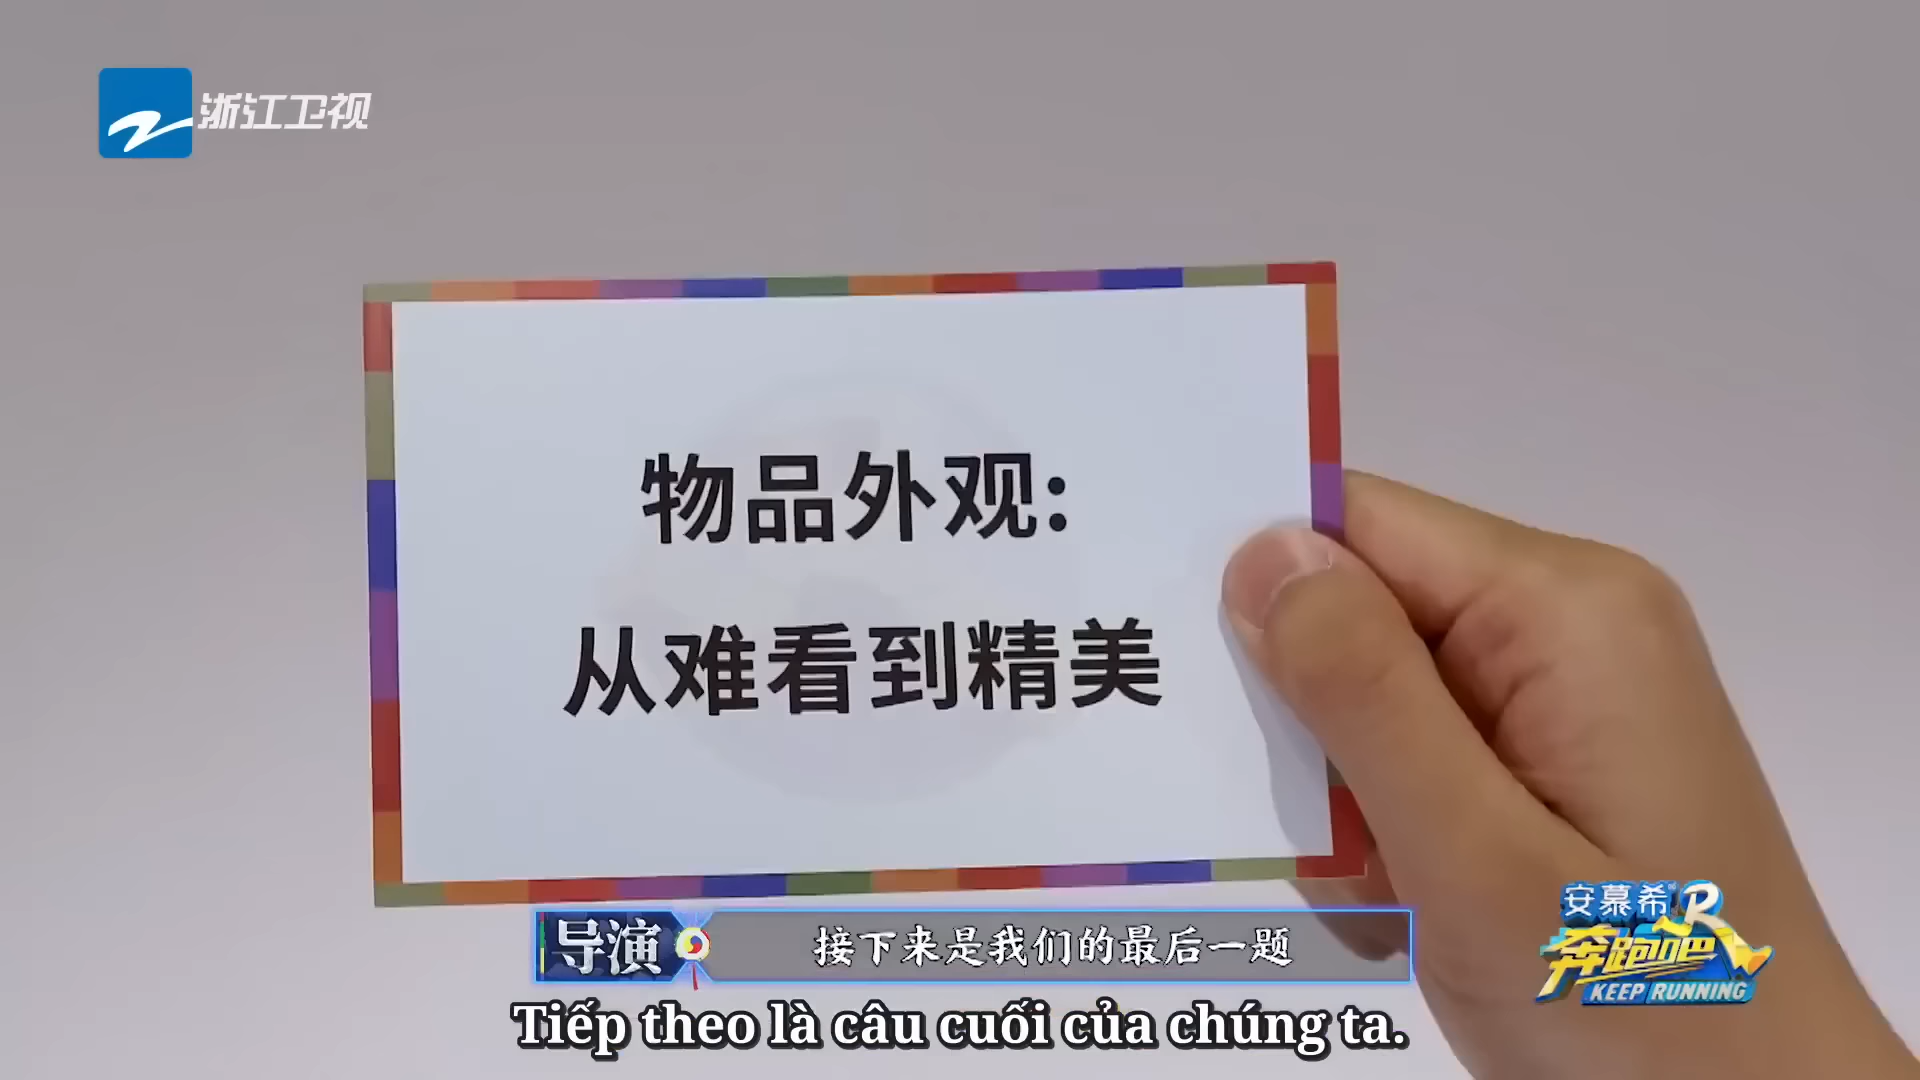 浙江卫视
物品外观:
从难看到精美
导演
接下来是我们的最后一题
Tiếp theo là câu cuối của chúng ta.
安慕希
奔跑吧
KEEP RUNNING